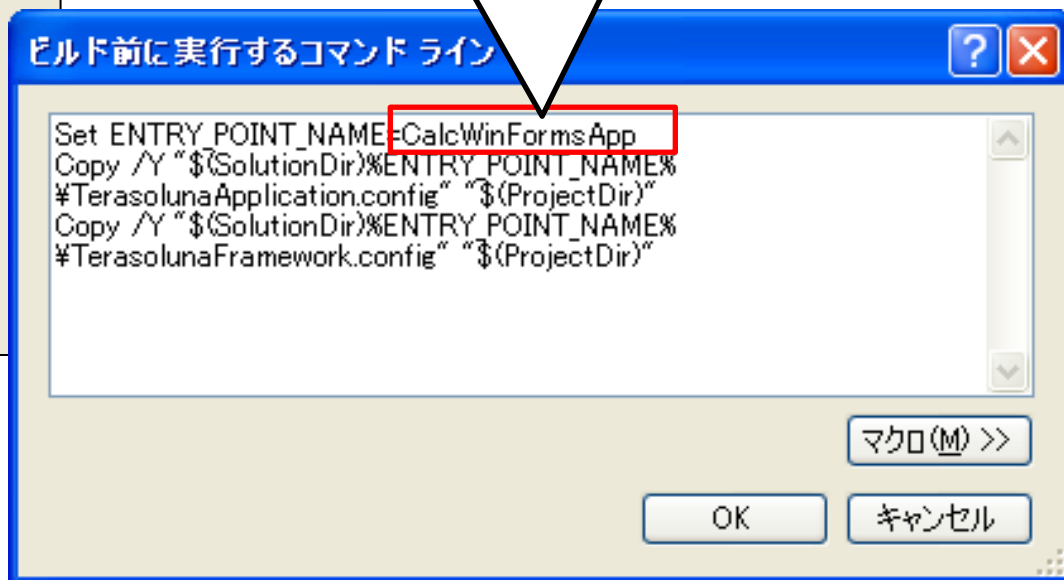 ビルド前に実行するコマンド ライン
Set ENTRY_POINT_NAME=CalcWinFormsApp
Copy /Y "$(SolutionDir)%ENTRY_POINT_NAME%
¥TerasolunaApplication.config" "$(ProjectDir)"
Copy /Y "$(SolutionDir)%ENTRY_POINT_NAME%
¥TerasolunaFramework.config" "$(ProjectDir)"
マクロ(M) >>
OK
キャンセル